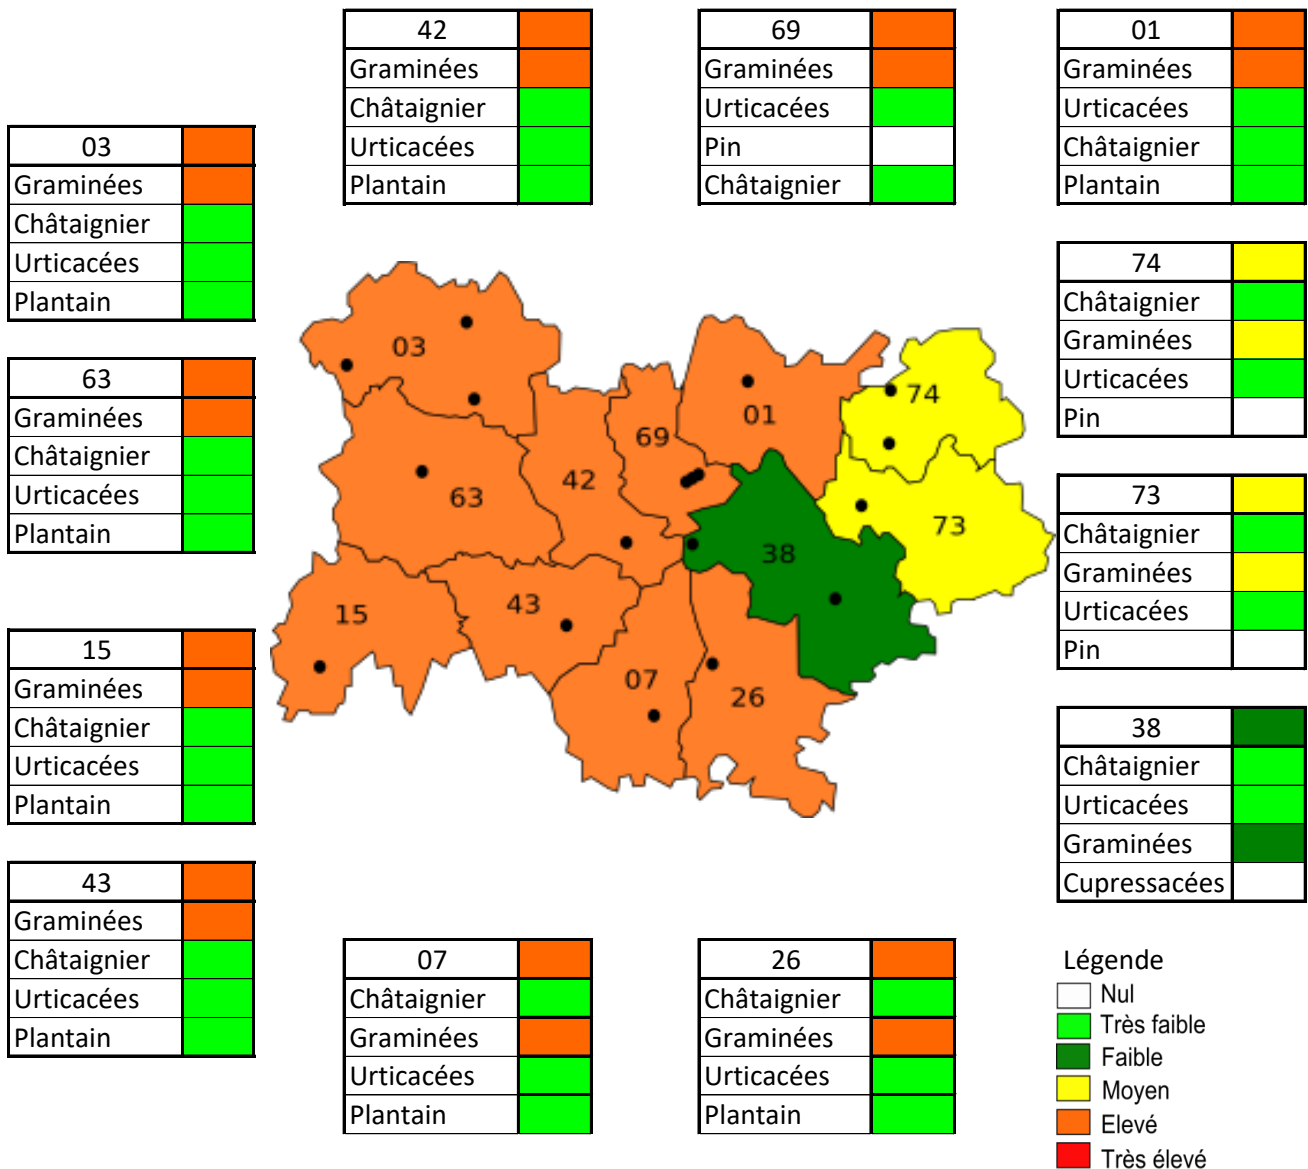 42
Graminées
Châtaignier
Urticacées
Plantain
69
Graminées
Urticacées
Pin
Châtaignier
01
Graminées
Urticacées
Châtaignier
Plantain
03
Graminées
Châtaignier
Urticacées
Plantain
74
Châtaignier
Graminées
Urticacées
Pin
63
Graminées
Châtaignier
Urticacées
Plantain
73
Châtaignier
Graminées
Urticacées
Pin
03
74
01
69
42
63
73
38
43
15
07
26
15
Graminées
Châtaignier
Urticacées
Plantain
38
Châtaignier
Urticacées
Graminées
Cupressacées
43
Graminées
Châtaignier
Urticacées
Plantain
07
Châtaignier
Graminées
Urticacées
Plantain
26
Châtaignier
Graminées
Urticacées
Plantain
Légende
Nul
Très faible
Faible
Moyen
Elevé
Très élevé